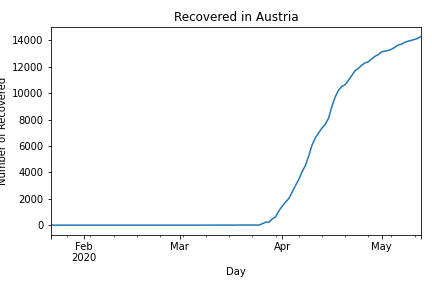 Recovered in Austria
14000
12000
10000
8000
6000
4000
2000
0
Number of Recovered
Feb
2020
Mar
Apr
May
Day